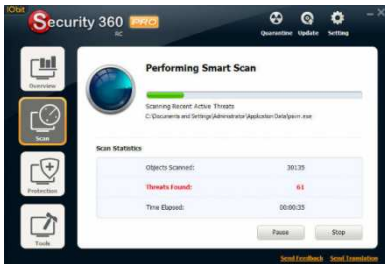 IObit
Security 360 PRO
RC
Quarantine Update Setting
Overview
Scan
Protection
Tools
Performing Smart Scan
Scanning Recent Active Threats
C:\Documents and Settings\Administrator\Application Data\
Scan Statistics
Objects Scanned: 30135
Threats Found: 61
Time Elapsed: 00:00:35
Pause Stop
Send Feedback Send Translation